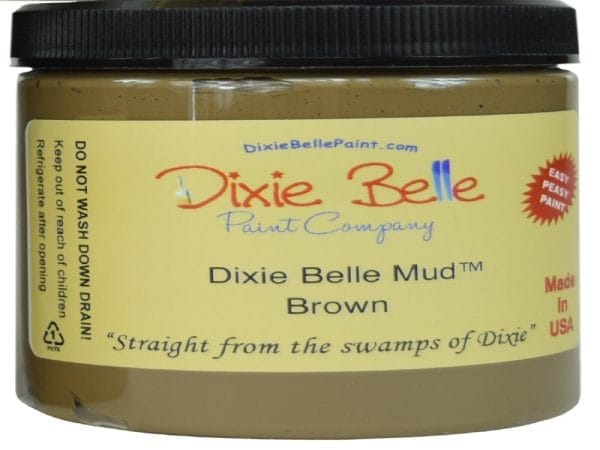 DixieBellePaint.com
Dixie Belle
Paint Company
Dixie Belle Mud™
Brown
"Straight from the swamps of Dixie"
DO NOT WASH DOWN DRAIN!
Keep out of reach of children
Refrigerate after opening
1
PETE
EASY
PEASY
PAINT
Made
In
USA